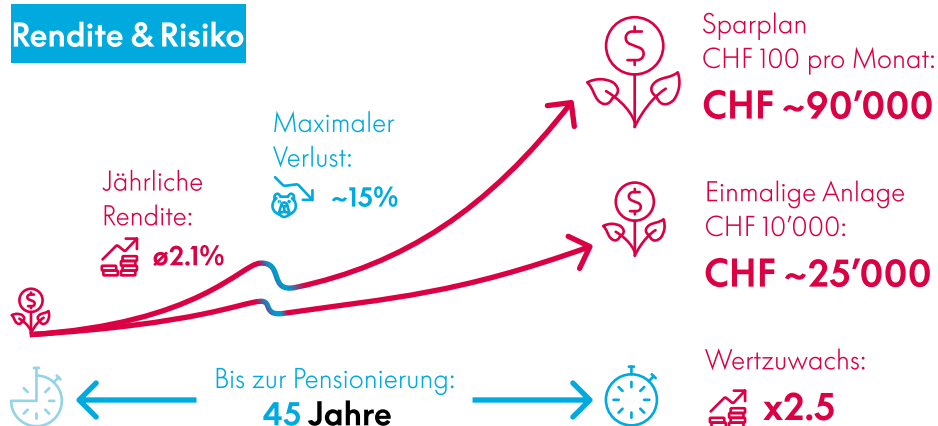 Rendite & Risiko
Sparplan
CHF 100 pro Monat:
CHF ~90’000
Maximaler
Verlust:
~15%
Jährliche
Rendite:
ø2.1%
Einmalige Anlage
CHF 10’000:
CHF ~25’000
$
$
$
Bis zur Pensionierung:
45 Jahre
Wertzuwachs:
x2.5